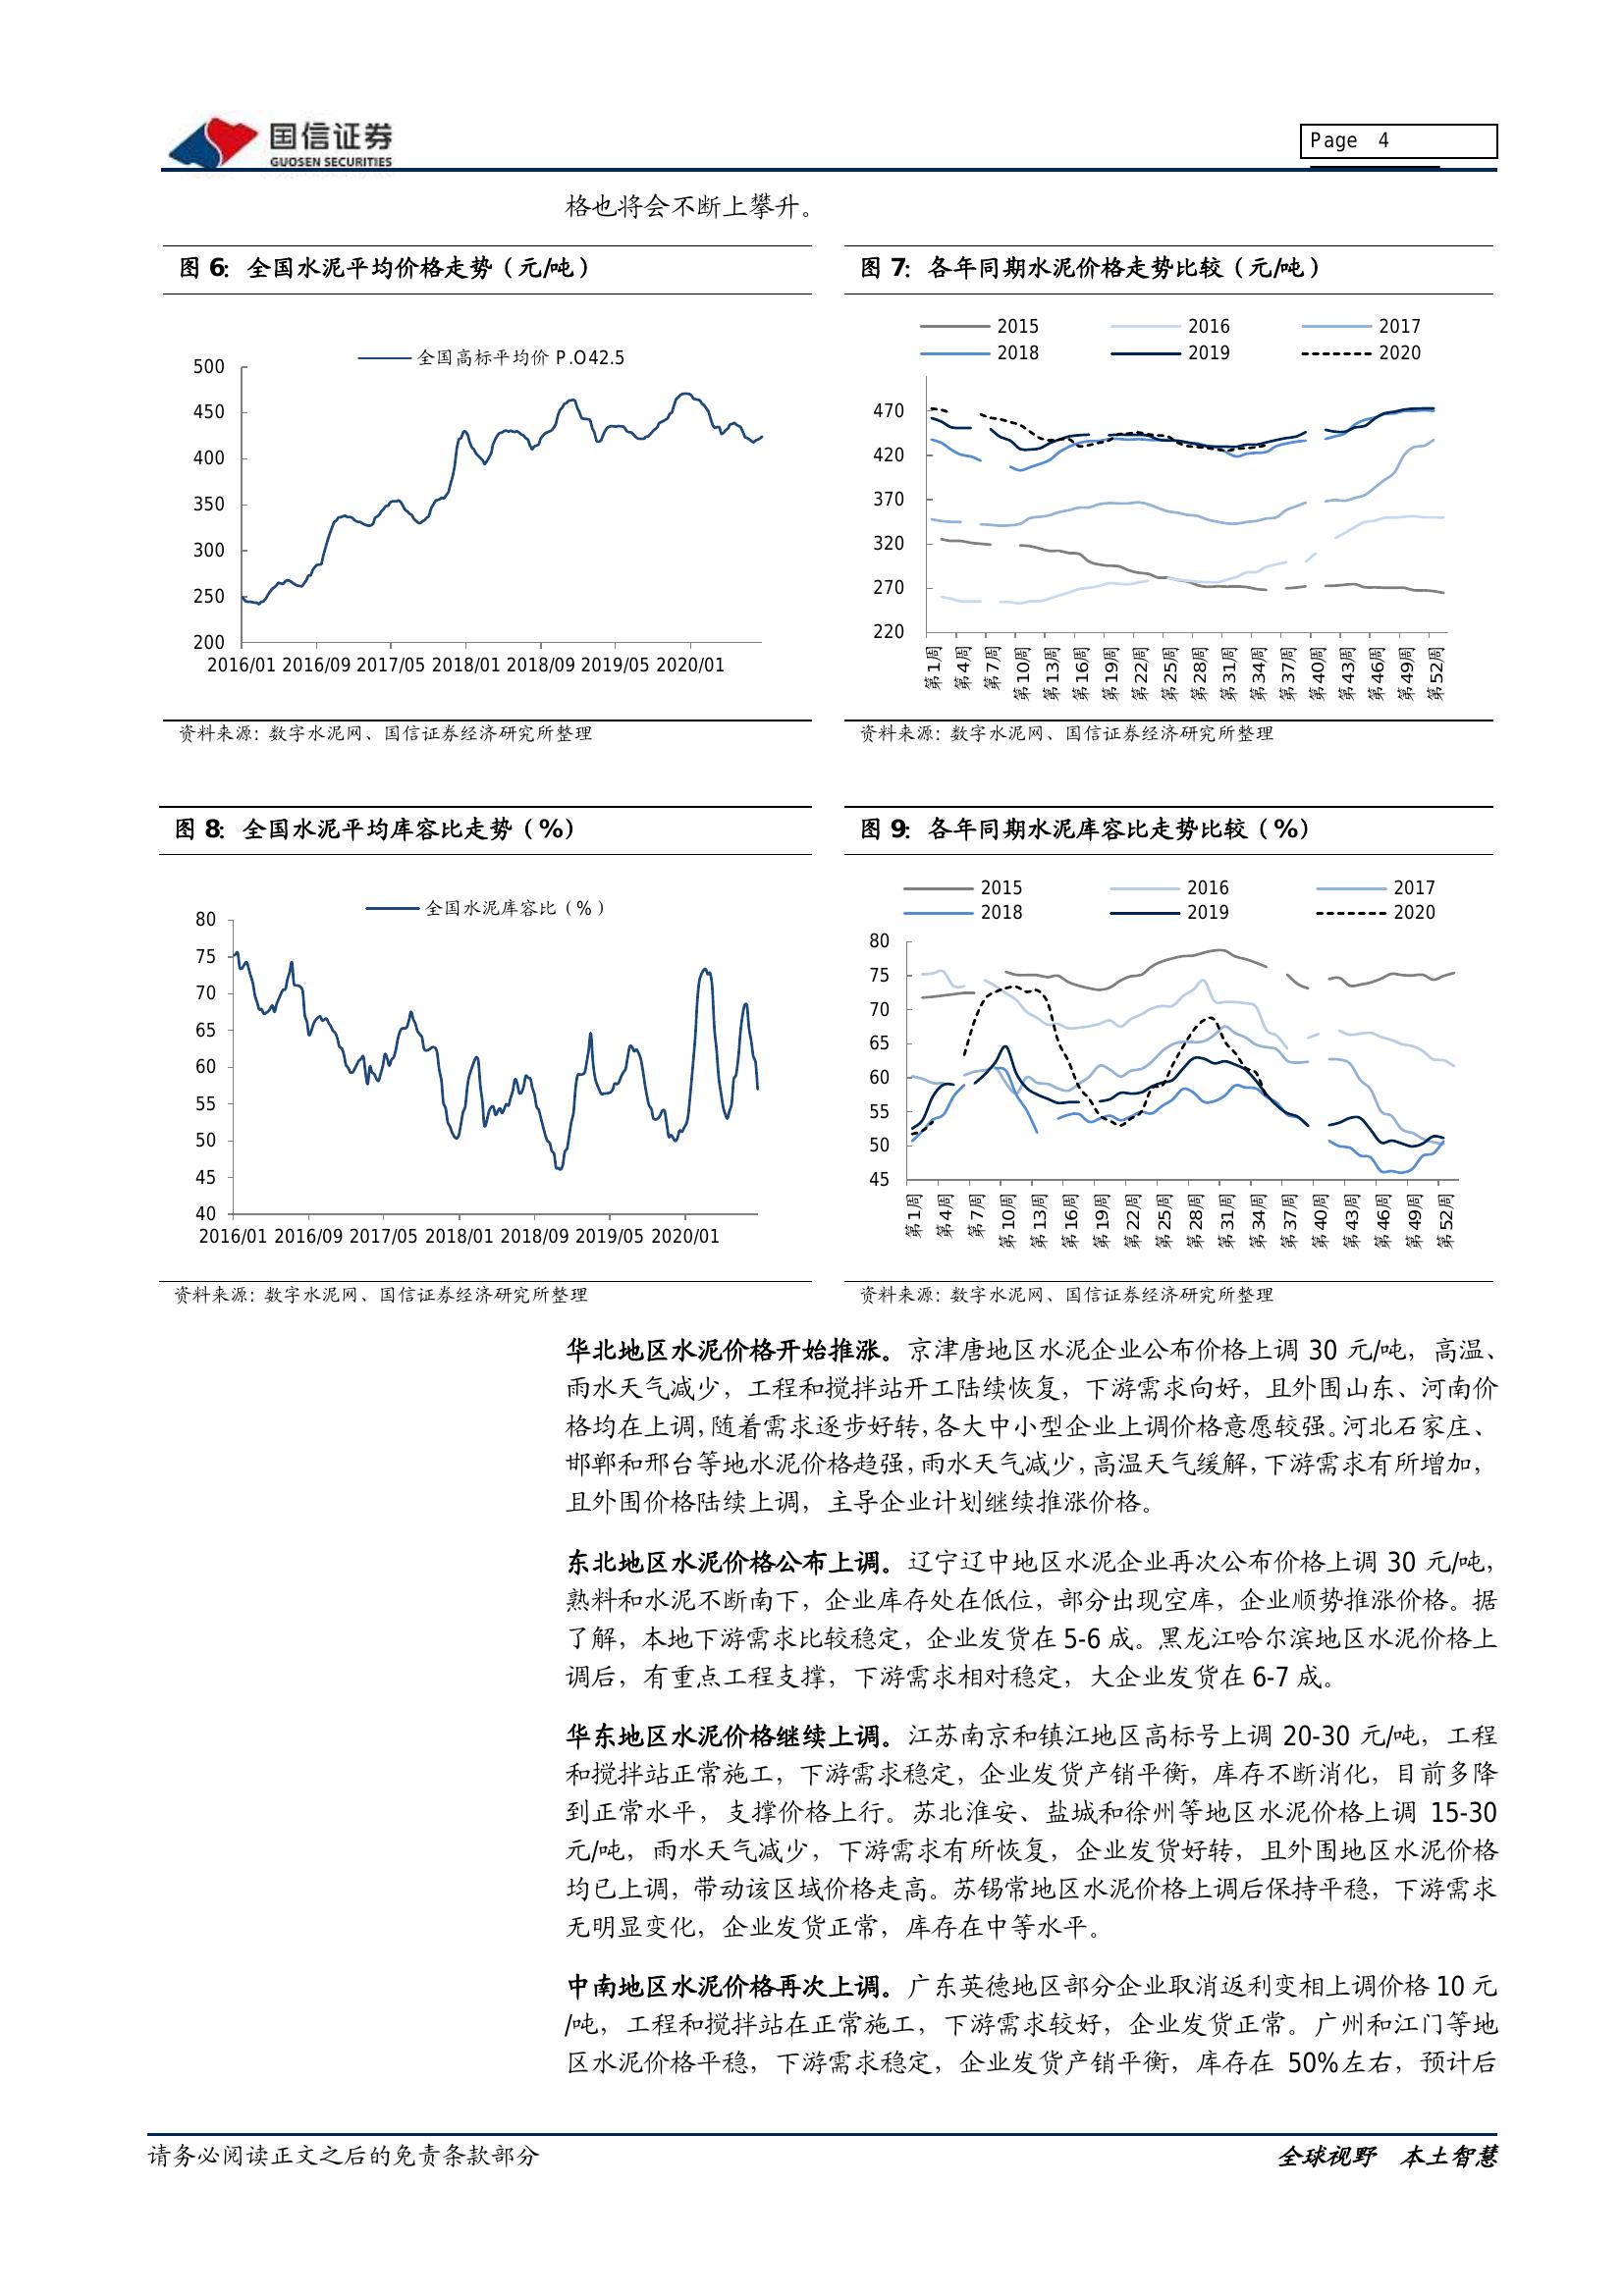 国信证券
GUOSEN SECURITIES
Page 4
格也将会不断上攀升。
图 6：全国水泥平均价格走势（元/吨）
全国高标平均价 P.O42.5
500
450
400
350
300
250
200
2016/01 2016/09 2017/05 2018/01 2018/09 2019/05 2020/01
资料来源：数字水泥网、国信证券经济研究所整理
图 7：各年同期水泥价格走势比较（元/吨）
2015 2016 2017
2018 2019 2020
470
420
370
320
270
220
第1周 第4周 第7周 第10周 第13周 第16周 第19周 第22周 第25周 第28周 第31周 第34周 第37周 第40周 第43周 第46周 第49周 第52周
资料来源：数字水泥网、国信证券经济研究所整理
图 8：全国水泥平均库容比走势（%）
全国水泥库容比（%）
80
75
70
65
60
55
50
45
40
2016/01 2016/09 2017/05 2018/01 2018/09 2019/05 2020/01
资料来源：数字水泥网、国信证券经济研究所整理
图 9：各年同期水泥库容比走势比较（%）
2015 2016 2017
2018 2019 2020
80
75
70
65
60
55
50
45
第1周 第4周 第7周 第10周 第13周 第16周 第19周 第22周 第25周 第28周 第31周 第34周 第37周 第40周 第43周 第46周 第49周 第52周
资料来源：数字水泥网、国信证券经济研究所整理
华北地区水泥价格开始推涨。京津唐地区水泥企业公布价格上调 30 元/吨，高温、
雨水天气减少，工程和搅拌站开工陆续恢复，下游需求向好，且外围山东、河南价
格均在上调，随着需求逐步好转，各大中小型企业上调价格意愿较强。河北石家庄、
邯郸和邢台等地水泥价格趋强，雨水天气减少，高温天气缓解，下游需求有所增加，
且外围价格陆续上调，主导企业计划继续推涨价格。
东北地区水泥价格公布上调。辽宁辽中地区水泥企业再次公布价格上调 30 元/吨，
熟料和水泥不断南下，企业库存处在低位，部分出现空库，企业顺势推涨价格。据
了解，本地下游需求比较稳定，企业发货在 5-6 成。黑龙江哈尔滨地区水泥价格上
调后，有重点工程支撑，下游需求相对稳定，大企业发货在 6-7 成。
华东地区水泥价格继续上调。江苏南京和镇江地区高标号上调 20-30 元/吨，工程
和搅拌站正常施工，下游需求稳定，企业发货产销平衡，库存不断消化，目前多降
到正常水平，支撑价格上行。苏北淮安、盐城和徐州等地区水泥价格上调 15-30
元/吨，雨水天气减少，下游需求有所恢复，企业发货好转，且外围地区水泥价格
均已上调，带动该区域价格走高。苏锡常地区水泥价格上调后保持平稳，下游需求
无明显变化，企业发货正常，库存在中等水平。
中南地区水泥价格再次上调。广东英德地区部分企业取消返利变相上调价格 10 元
/吨，工程和搅拌站在正常施工，下游需求较好，企业发货正常。广州和江门等地
区水泥价格平稳，下游需求稳定，企业发货产销平衡，库存在 50%左右，预计后
请务必阅读正文之后的免责条款部分
全球视野 本土智慧